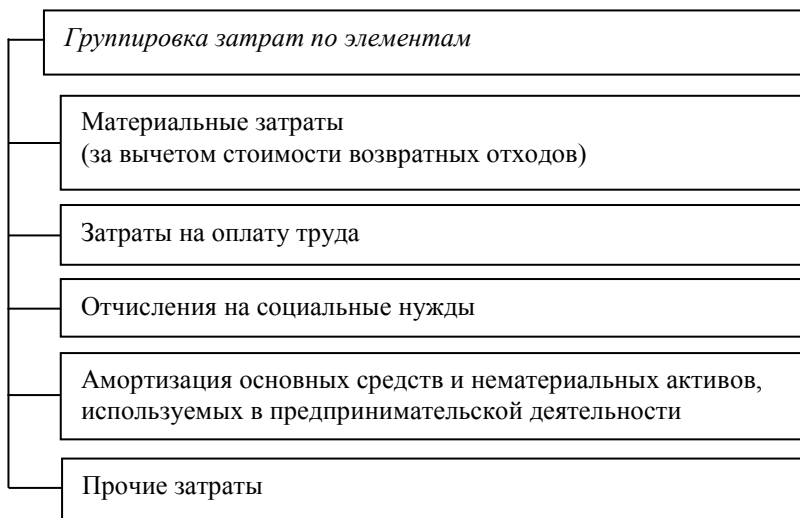 Группировка затрат по элементам
Материальные затраты
(за вычетом стоимости возвратных отходов)
Затраты на оплату труда
Отчисления на социальные нужды
Амортизация основных средств и нематериальных активов,
используемых в предпринимательской деятельности
Прочие затраты